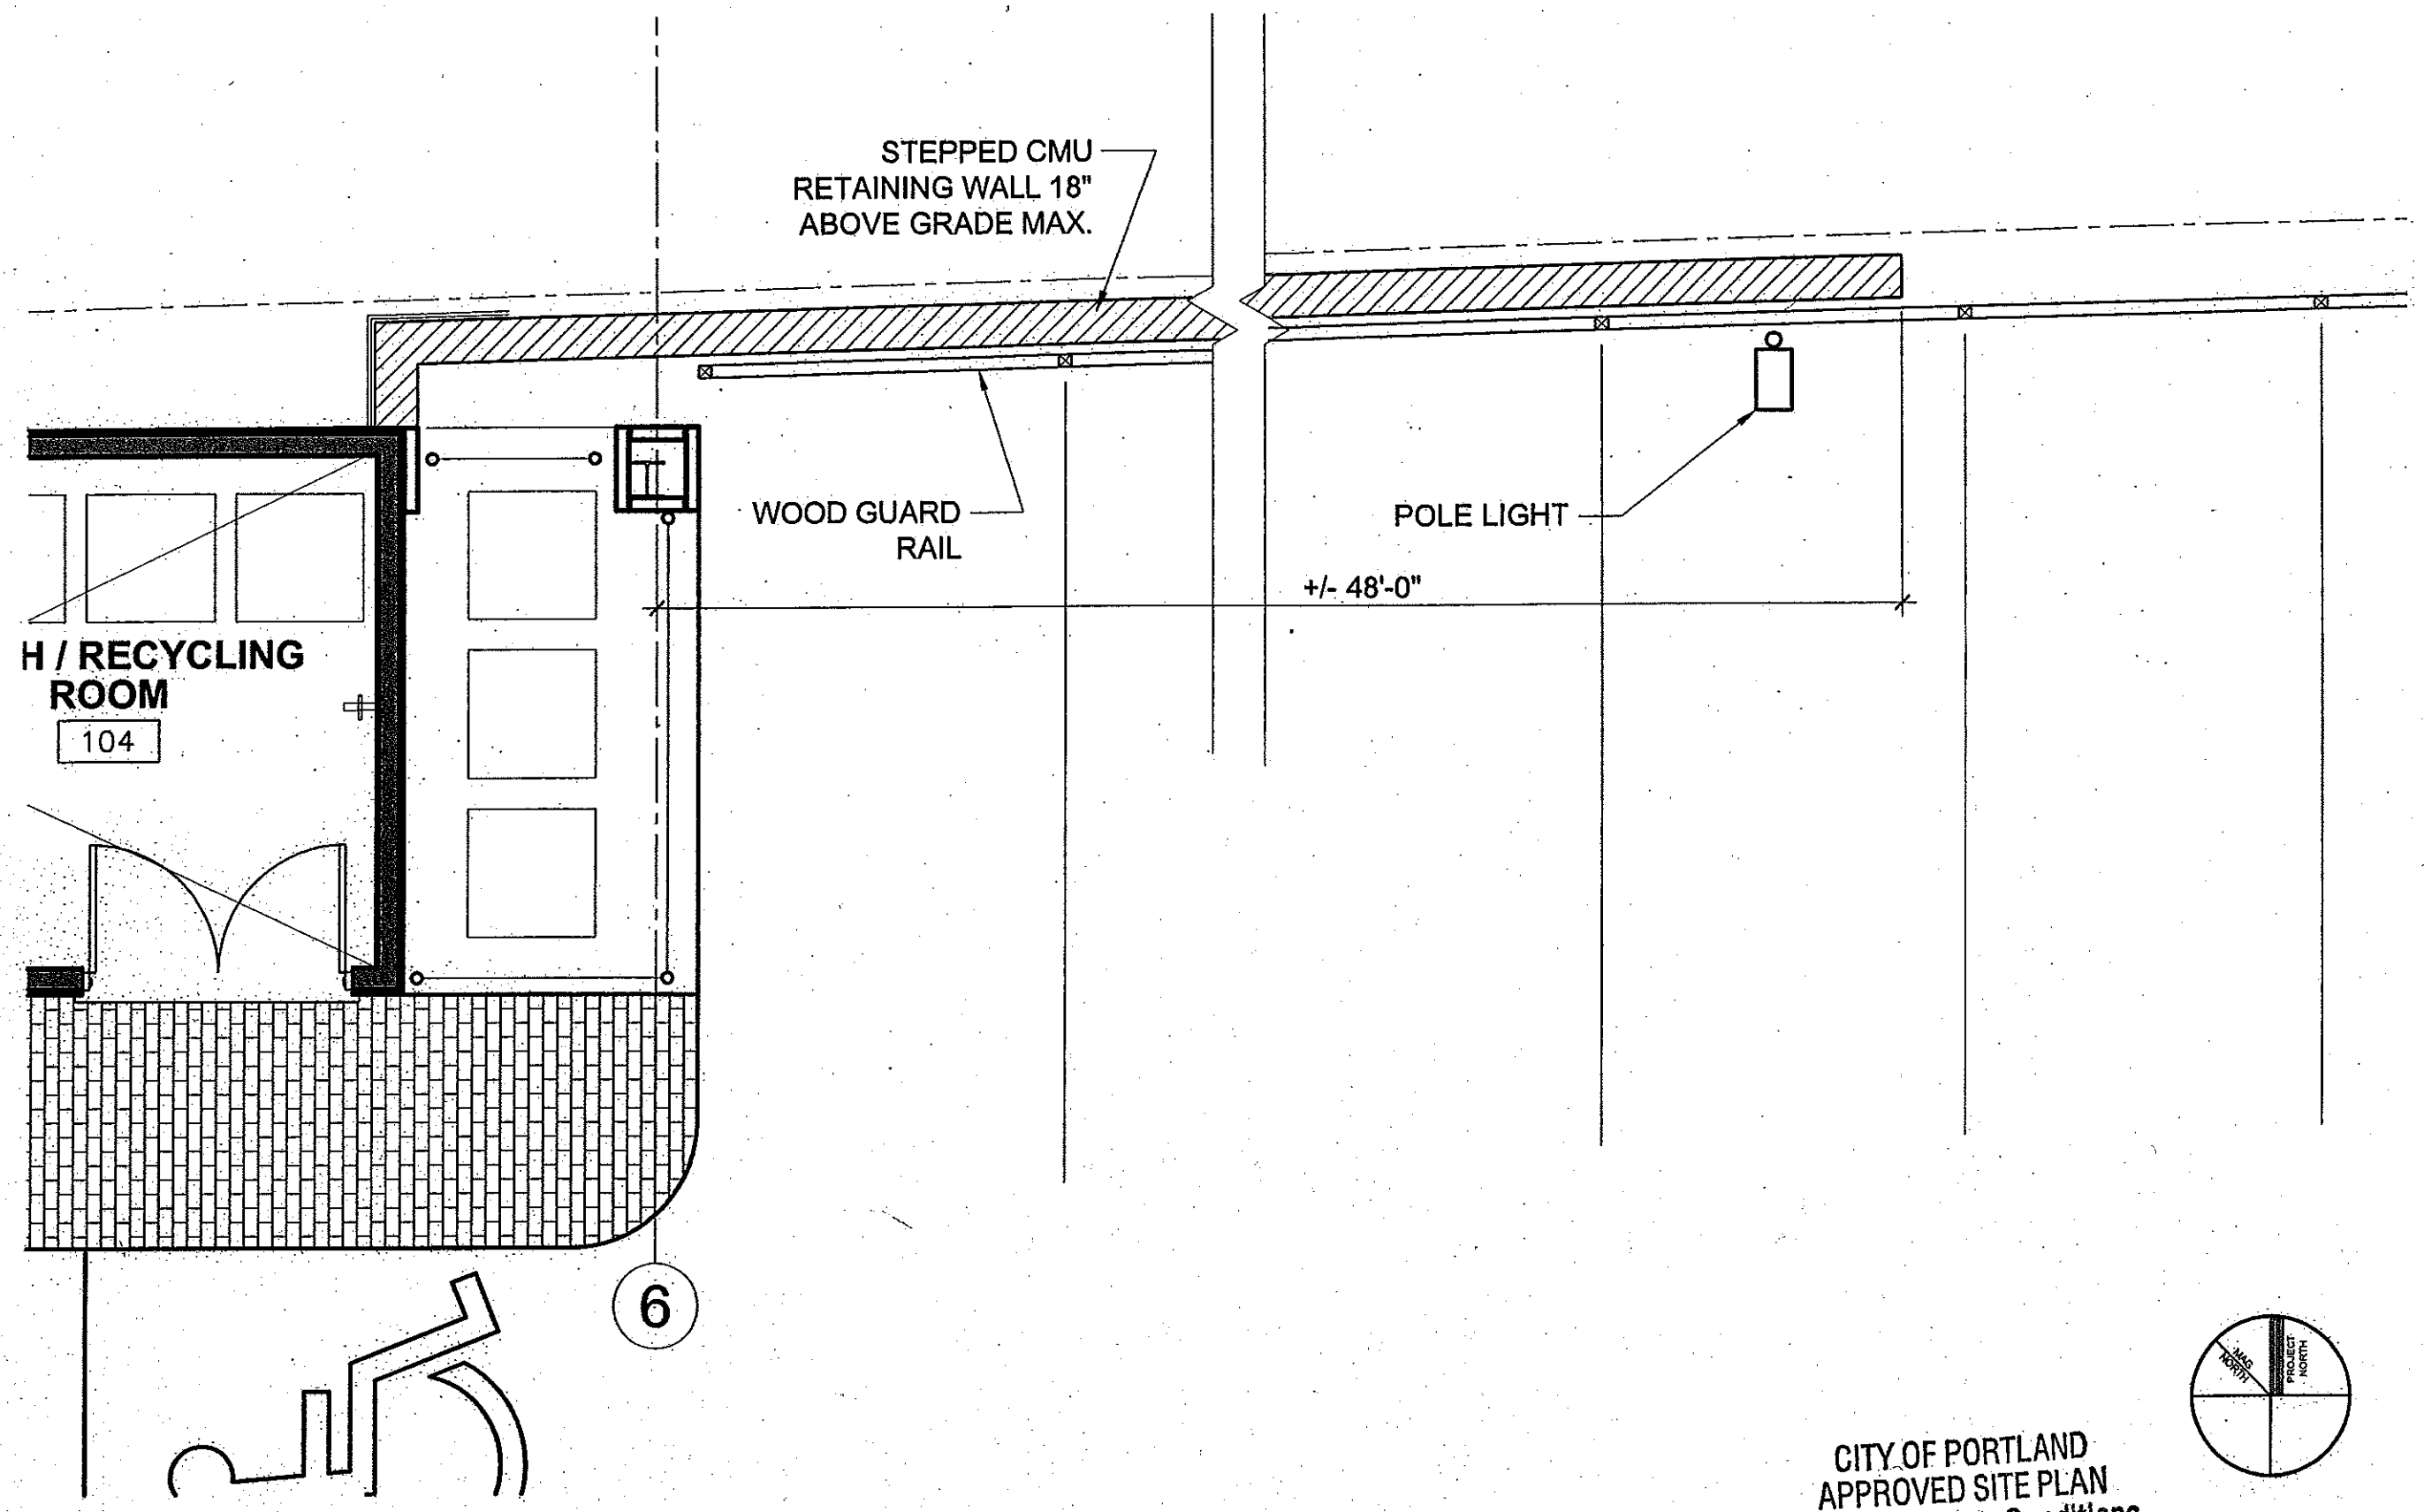 STEPPED CMU
RETAINING WALL 18"
ABOVE GRADE MAX.
WOOD GUARD
RAIL
POLE LIGHT
+/- 48'-0"
H / RECYCLING
ROOM
104
6
MAG
NORTH
PROJECT
NORTH
CITY OF PORTLAND
APPROVED SITE PLAN